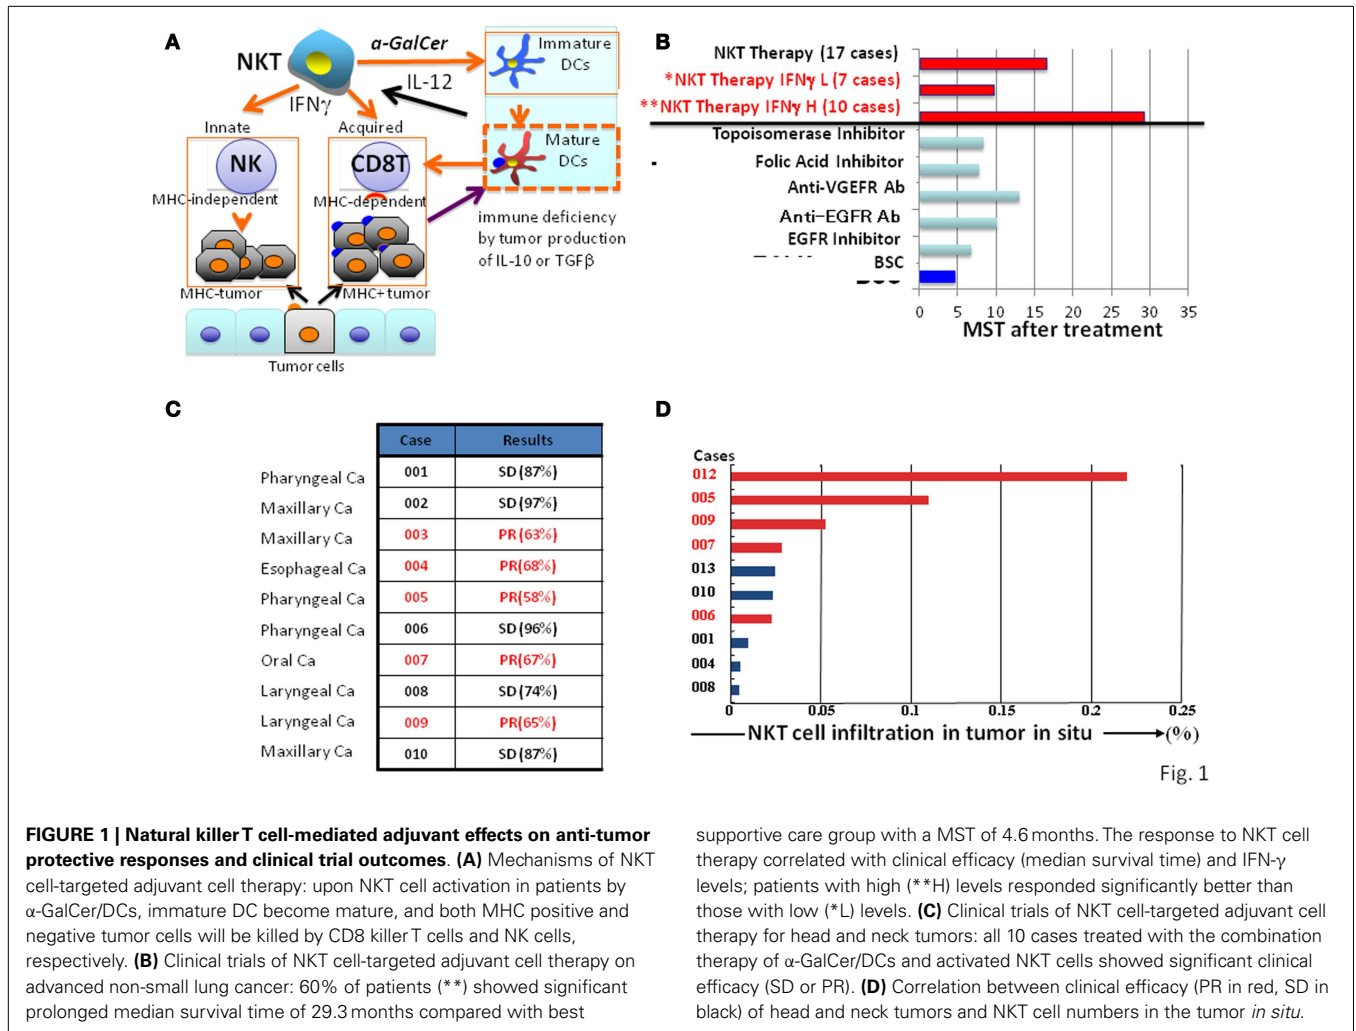 A
NKT
α-GalCer
Immature
DCs
IL-12
IFNγ
Innate
Acquired
Mature
DCs
NK
CD8T
MHC-independent
MHC-dependent
immune deficiency
by tumor production
of IL-10 or TGFβ
MHC-tumor
MHC+ tumor
Tumor cells
B
NKT Therapy (17 cases)
*NKT Therapy IFNγ L (7 cases)
**NKT Therapy IFNγ H (10 cases)
Topoisomerase Inhibitor
Folic Acid Inhibitor
Anti-VGEFR Ab
Anti-EGFR Ab
EGFR Inhibitor
BSC
0 5 10 15 20 25 30 35
MST after treatment
C
Case Results
Pharyngeal Ca 001 SD(87%)
Maxillary Ca 002 SD(97%)
Maxillary Ca 003 PR(63%)
Esophageal Ca 004 PR(68%)
Pharyngeal Ca 005 PR(58%)
Pharyngeal Ca 006 SD(96%)
Oral Ca 007 PR(67%)
Laryngeal Ca 008 SD(74%)
Laryngeal Ca 009 PR(65%)
Maxillary Ca 010 SD(87%)
D
Cases
012
005
009
007
013
010
006
001
004
008
0 0.05 0.1 0.15 0.2 0.25
NKT cell infiltration in tumor in situ (%)
Fig. 1
FIGURE 1 | Natural killer T cell-mediated adjuvant effects on anti-tumor
protective responses and clinical trial outcomes. (A) Mechanisms of NKT
cell-targeted adjuvant cell therapy: upon NKT cell activation in patients by
α-GalCer/DCs, immature DC become mature, and both MHC positive and
negative tumor cells will be killed by CD8 killer T cells and NK cells,
respectively. (B) Clinical trials of NKT cell-targeted adjuvant cell therapy on
advanced non-small lung cancer: 60% of patients (**) showed significant
prolonged median survival time of 29.3 months compared with best
supportive care group with a MST of 4.6 months. The response to NKT cell
therapy correlated with clinical efficacy (median survival time) and IFN-γ
levels; patients with high (**H) levels responded significantly better than
those with low (*L) levels. (C) Clinical trials of NKT cell-targeted adjuvant cell
therapy for head and neck tumors: all 10 cases treated with the combination
therapy of α-GalCer/DCs and activated NKT cells showed significant clinical
efficacy (SD or PR). (D) Correlation between clinical efficacy (PR in red, SD in
black) of head and neck tumors and NKT cell numbers in the tumor in situ.